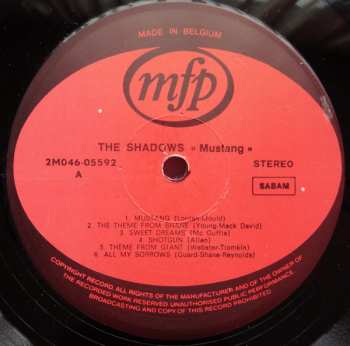 MADE IN BELGIUM
mfp
THE SHADOWS « Mustang »
2M046-05592
STEREO
A
SABAM
1. MUSTANG (Lordan-Mould)
2. THE THEME FROM SHANE (Young-Mack David)
3. SWEET DREAMS (Mc. Guffie)
4. SHOTGUN (Allan)
5. THEME FROM GIANT (Webster-Tiomkin)
6. ALL MY SORROWS (Guard-Shane-Reynolds)
COPYRIGHT RECORD ALL RIGHTS OF THE MANUFACTURER AND OF THE OWNER OF
THE RECORDED WORK RESERVED UNAUTHORISED PUBLIC PERFORMANCE
BROADCASTING AND COPY OF THIS RECORD PROHIBITED